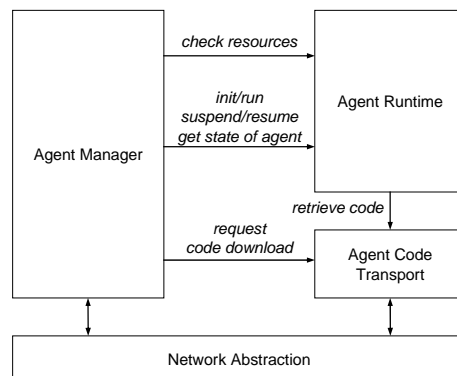 check resources
Agent Runtime
init/run
suspend/resume
get state of agent
Agent Manager
retrieve code
request
code download
Agent Code
Transport
Network Abstraction